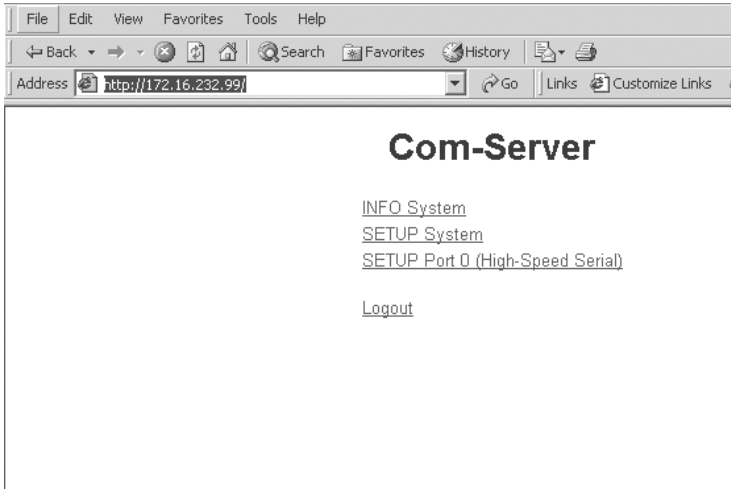 File Edit View Favorites Tools Help
Back Search Favorites History
Address http://172.16.232.99/ Go Links Customize Links
Com-Server
INFO System
SETUP System
SETUP Port 0 (High-Speed Serial)
Logout